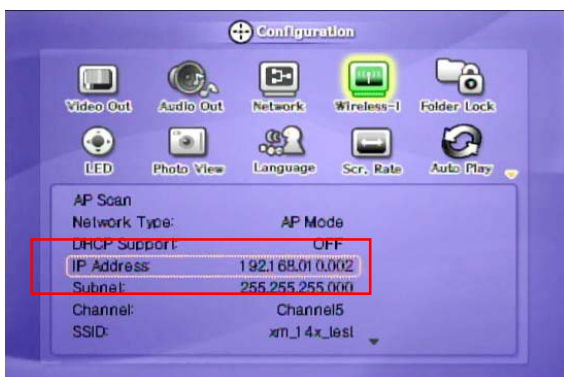 Configuration
Video Out Audio Out Network Wireless-I Folder Lock
LED Photo View Language Scr. Rate Auto Play
AP Scan
Network Type: AP Mode
DHCP Support: OFF
IP Address 192.168.010.002
Subnet: 255.255.255.000
Channel: Channel5
SSID: xm_14x_test